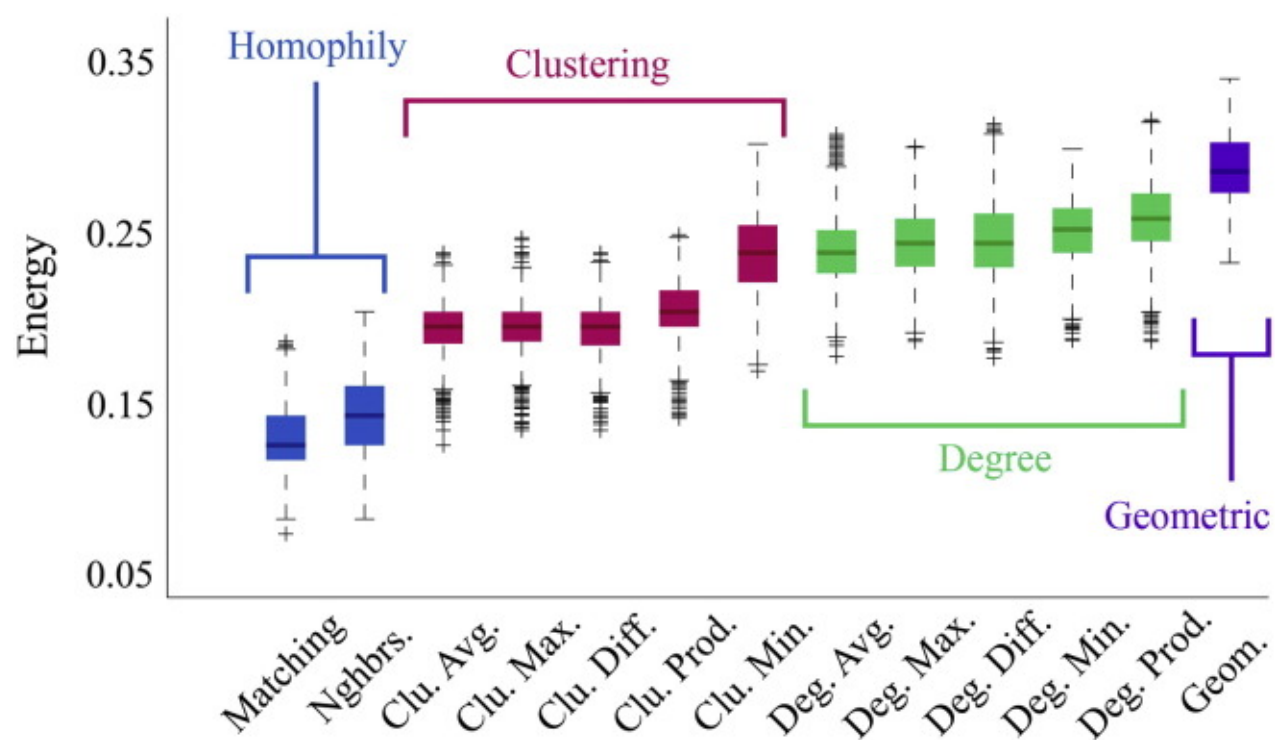 Homophily
Clustering
0.35
0.25
0.15
0.05
Energy
Degree
Geometric
Matching
Nghbrs.
Clu. Avg.
Clu. Max.
Clu. Diff.
Clu. Prod.
Clu. Min.
Deg. Avg.
Deg. Max.
Deg. Diff.
Deg. Min.
Deg. Prod.
Geom.